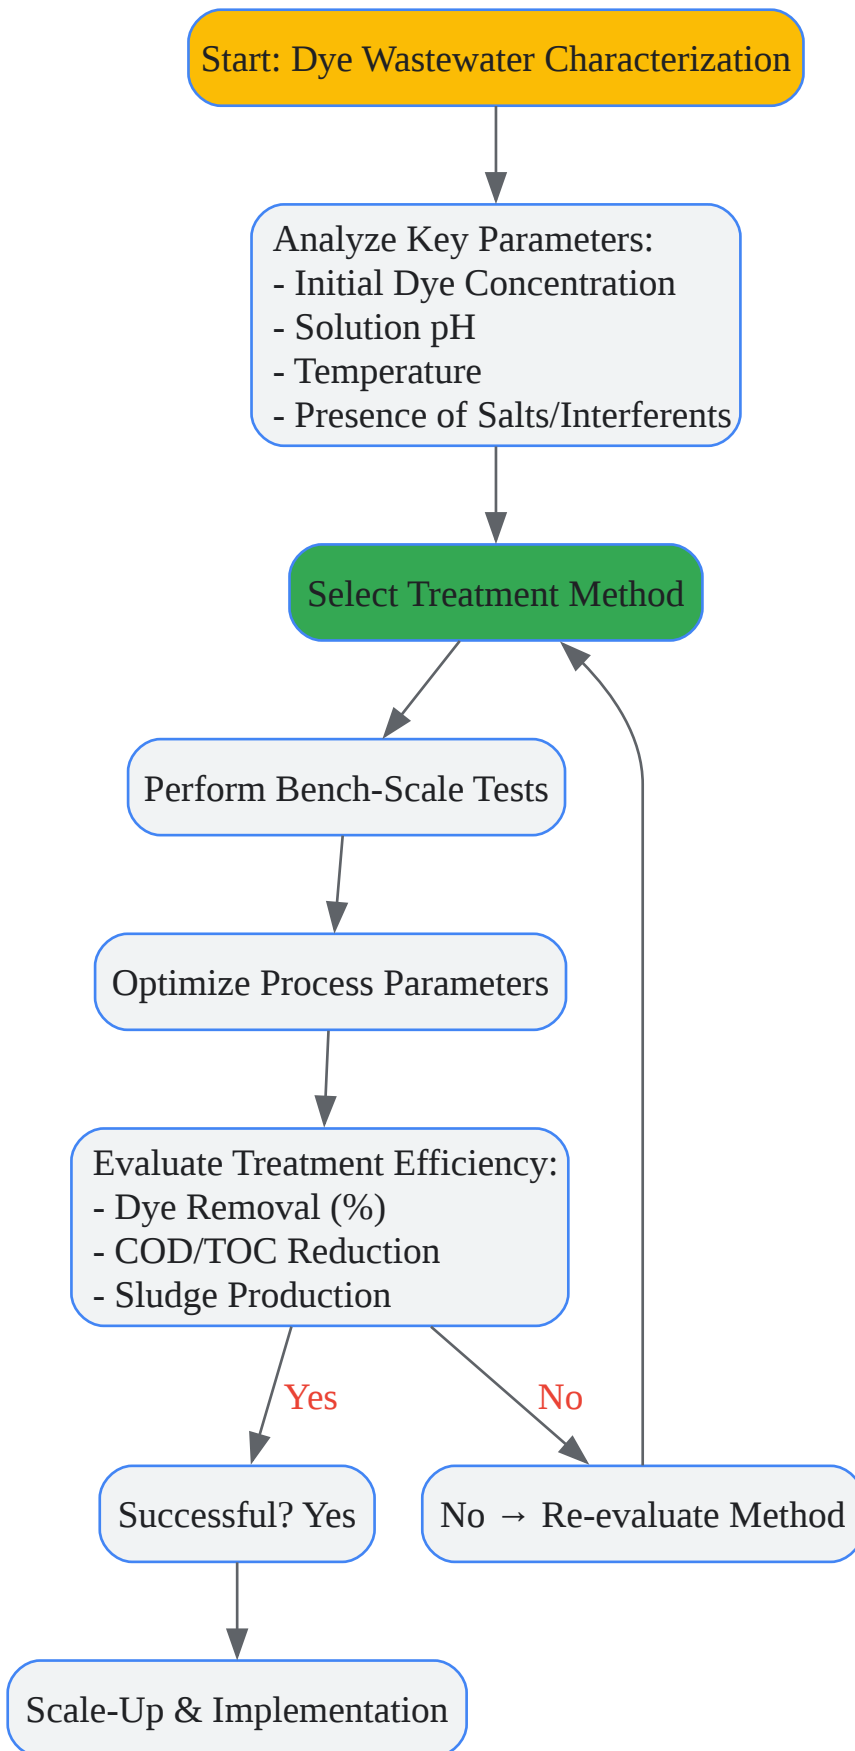 Start: Dye Wastewater Characterization
Analyze Key Parameters:
- Initial Dye Concentration
- Solution pH
- Temperature
- Presence of Salts/Interferents
Select Treatment Method
Perform Bench-Scale Tests
Optimize Process Parameters
Evaluate Treatment Efficiency:
- Dye Removal (%)
- COD/TOC Reduction
- Sludge Production
Yes
No
Successful? Yes
No → Re-evaluate Method
Scale-Up & Implementation